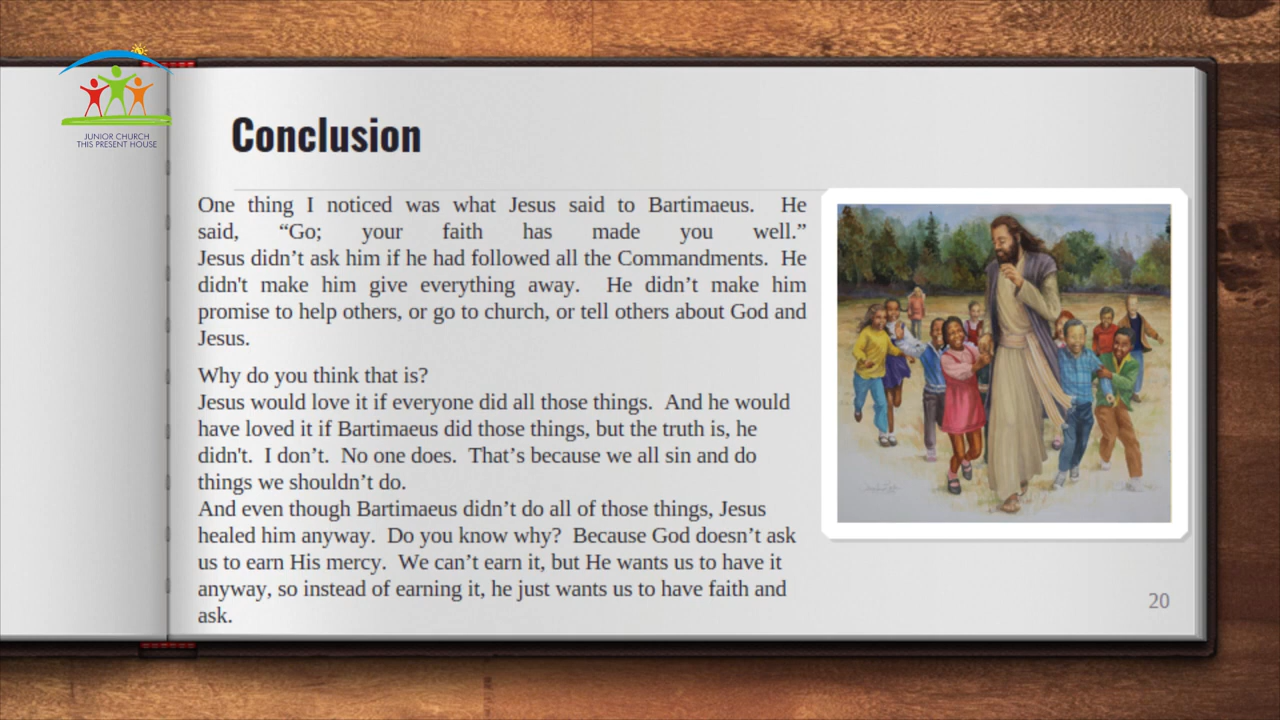 JUNIOR CHURCH
THIS PRESENT HOUSE
Conclusion
One thing I noticed was what Jesus said to Bartimaeus. He
said, “Go; your faith has made you well.”
Jesus didn’t ask him if he had followed all the Commandments. He
didn't make him give everything away. He didn’t make him
promise to help others, or go to church, or tell others about God and
Jesus.
Why do you think that is?
Jesus would love it if everyone did all those things. And he would
have loved it if Bartimaeus did those things, but the truth is, he
didn't. I don’t. No one does. That’s because we all sin and do
things we shouldn’t do.
And even though Bartimaeus didn’t do all of those things, Jesus
healed him anyway. Do you know why? Because God doesn’t ask
us to earn His mercy. We can’t earn it, but He wants us to have it
anyway, so instead of earning it, he just wants us to have faith and
ask.
20